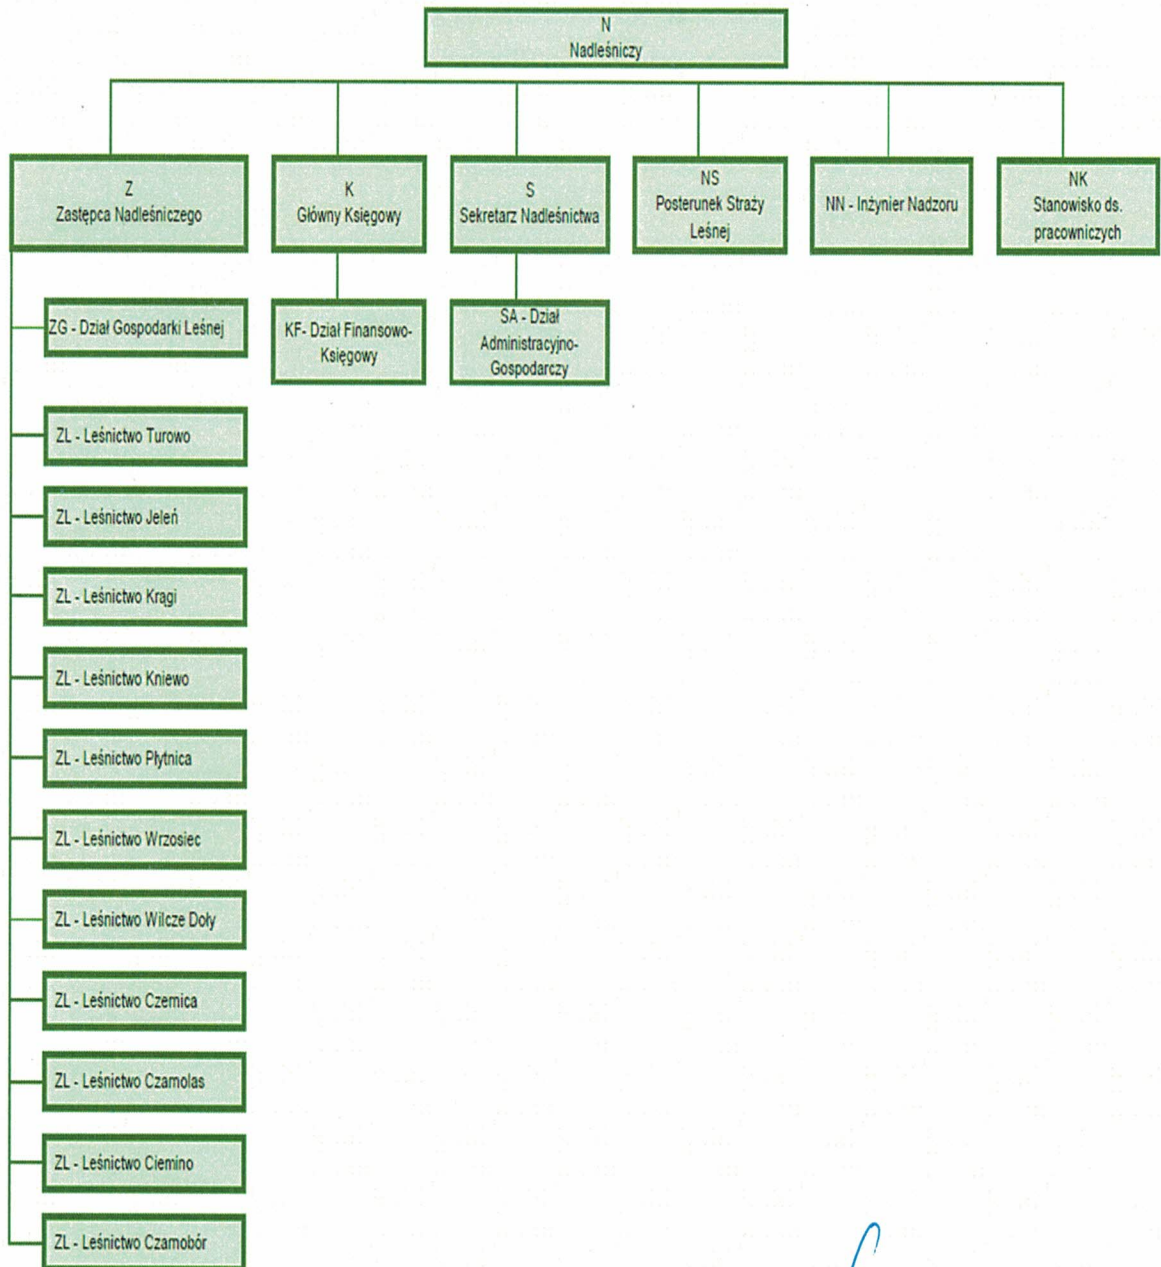 N
Nadleśniczy
Z
Zastępca Nadleśniczego
K
Główny Księgowy
S
Sekretarz Nadleśnictwa
NS
Posterunek Straży
Leśnej
NN - Inżynier Nadzoru
NK
Stanowisko ds.
pracowniczych
ZG - Dział Gospodarki Leśnej
KF- Dział Finansowo-
Księgowy
SA - Dział
Administracyjno-
Gospodarczy
ZL - Leśnictwo Turowo
ZL - Leśnictwo Jeleń
ZL - Leśnictwo Krągi
ZL - Leśnictwo Kniewo
ZL - Leśnictwo Płytnica
ZL - Leśnictwo Wrzosiec
ZL - Leśnictwo Wilcze Doły
ZL - Leśnictwo Czernica
ZL - Leśnictwo Czarnolas
ZL - Leśnictwo Ciemino
ZL - Leśnictwo Czarnobór